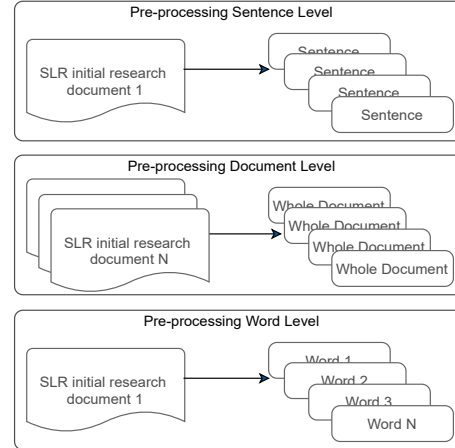 Pre-processing Sentence Level
SLR initial research
document 1
Sentence
Sentence
Sentence
Sentence
Pre-processing Document Level
SLR initial research
document N
Whole Document
Whole Document
Whole Document
Whole Document
Pre-processing Word Level
SLR initial research
document 1
Word 1
Word 2
Word 3
Word N